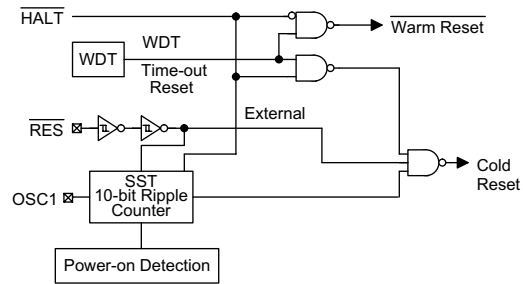 HALT
WDT
Warm Reset
WDT
Time-out
Reset
External
RES
Cold
Reset
SST
10-bit Ripple
Counter
OSC1
Power-on Detection